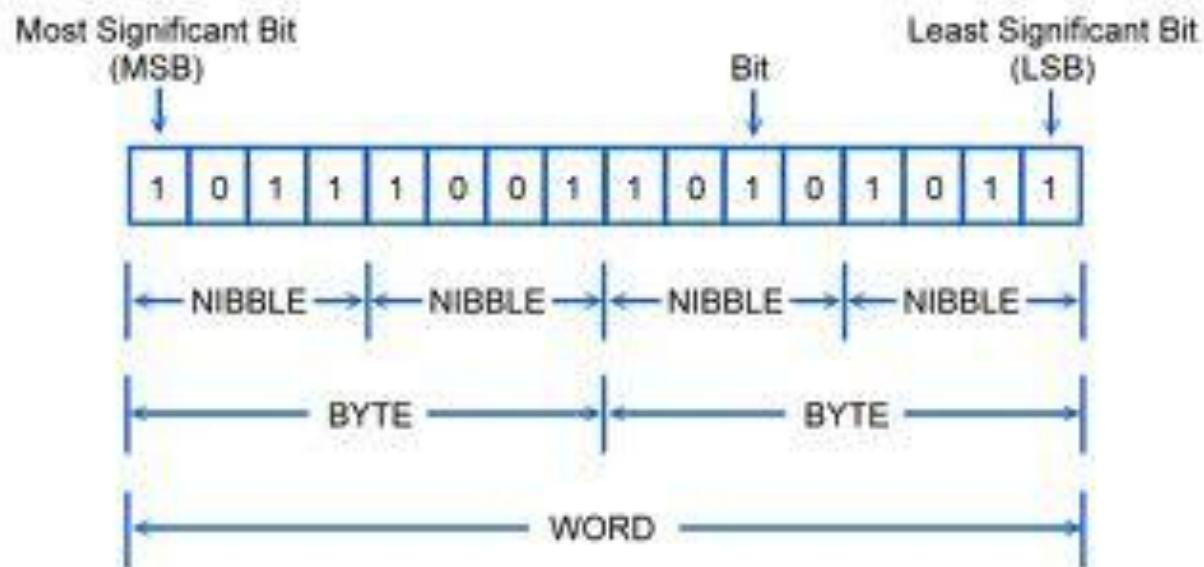 Most Significant Bit
(MSB)
Bit
Least Significant Bit
(LSB)
1 0 1 1 1 0 0 1 1 0 1 0 1 0 1 1
NIBBLE NIBBLE NIBBLE NIBBLE
BYTE BYTE
WORD